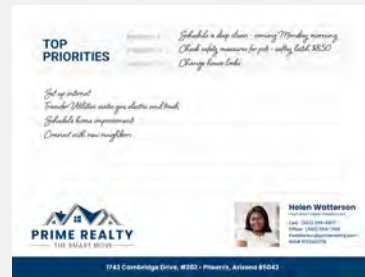 TOP
PRIORITIES
Schedule a deep clean - coming Monday morning
Check safety measures for pets - safety latch $850
Change house locks
Set up internet
Transfer Utilities water gas electric and trash
Schedule home improvement
Connect with new neighbors
PRIME REALTY
THE SMART MOVE
Helen Watterson
1742 Cambridge Drive, #202 • Phoenix, Arizona 85042